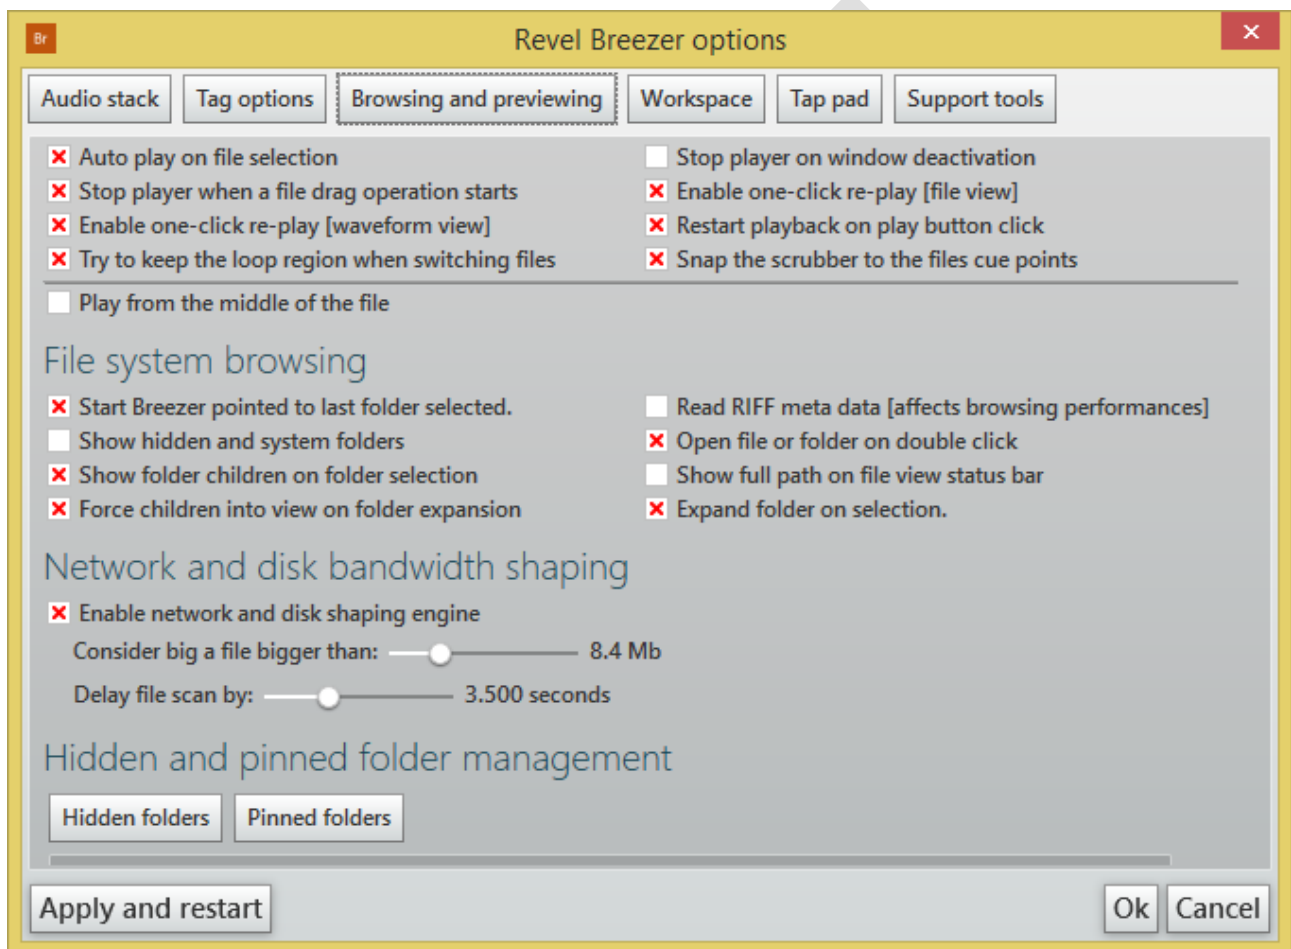 Br
Revel Breezer options
Audio stack Tag options Browsing and previewing Workspace Tap pad Support tools
Auto play on file selection Stop player on window deactivation
Stop player when a file drag operation starts Enable one-click re-play [file view]
Enable one-click re-play [waveform view] Restart playback on play button click
Try to keep the loop region when switching files Snap the scrubber to the files cue points
Play from the middle of the file
File system browsing
Start Breezer pointed to last folder selected. Read RIFF meta data [affects browsing performances]
Show hidden and system folders Open file or folder on double click
Show folder children on folder selection Show full path on file view status bar
Force children into view on folder expansion Expand folder on selection.
Network and disk bandwidth shaping
Enable network and disk shaping engine
Consider big a file bigger than: 8.4 Mb
Delay file scan by: 3.500 seconds
Hidden and pinned folder management
Hidden folders Pinned folders
Apply and restart Ok Cancel